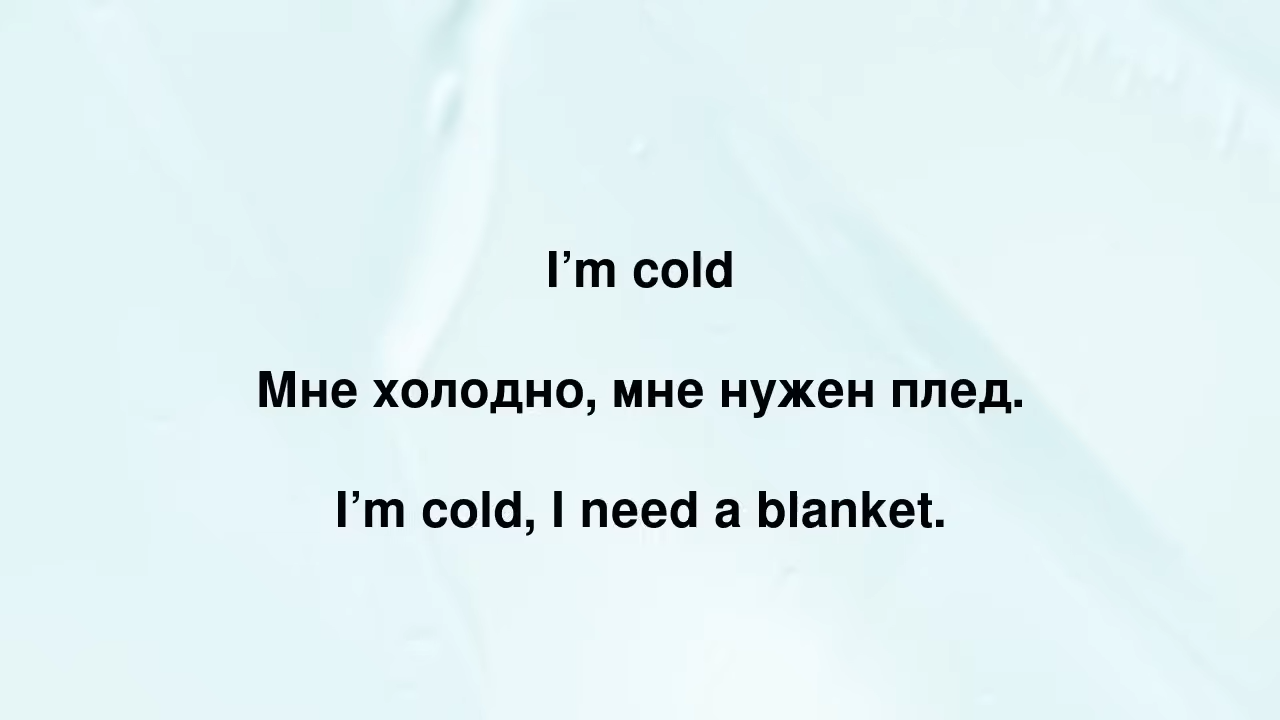 I’m cold
Мне холодно, мне нужен плед.
I’m cold, I need a blanket.